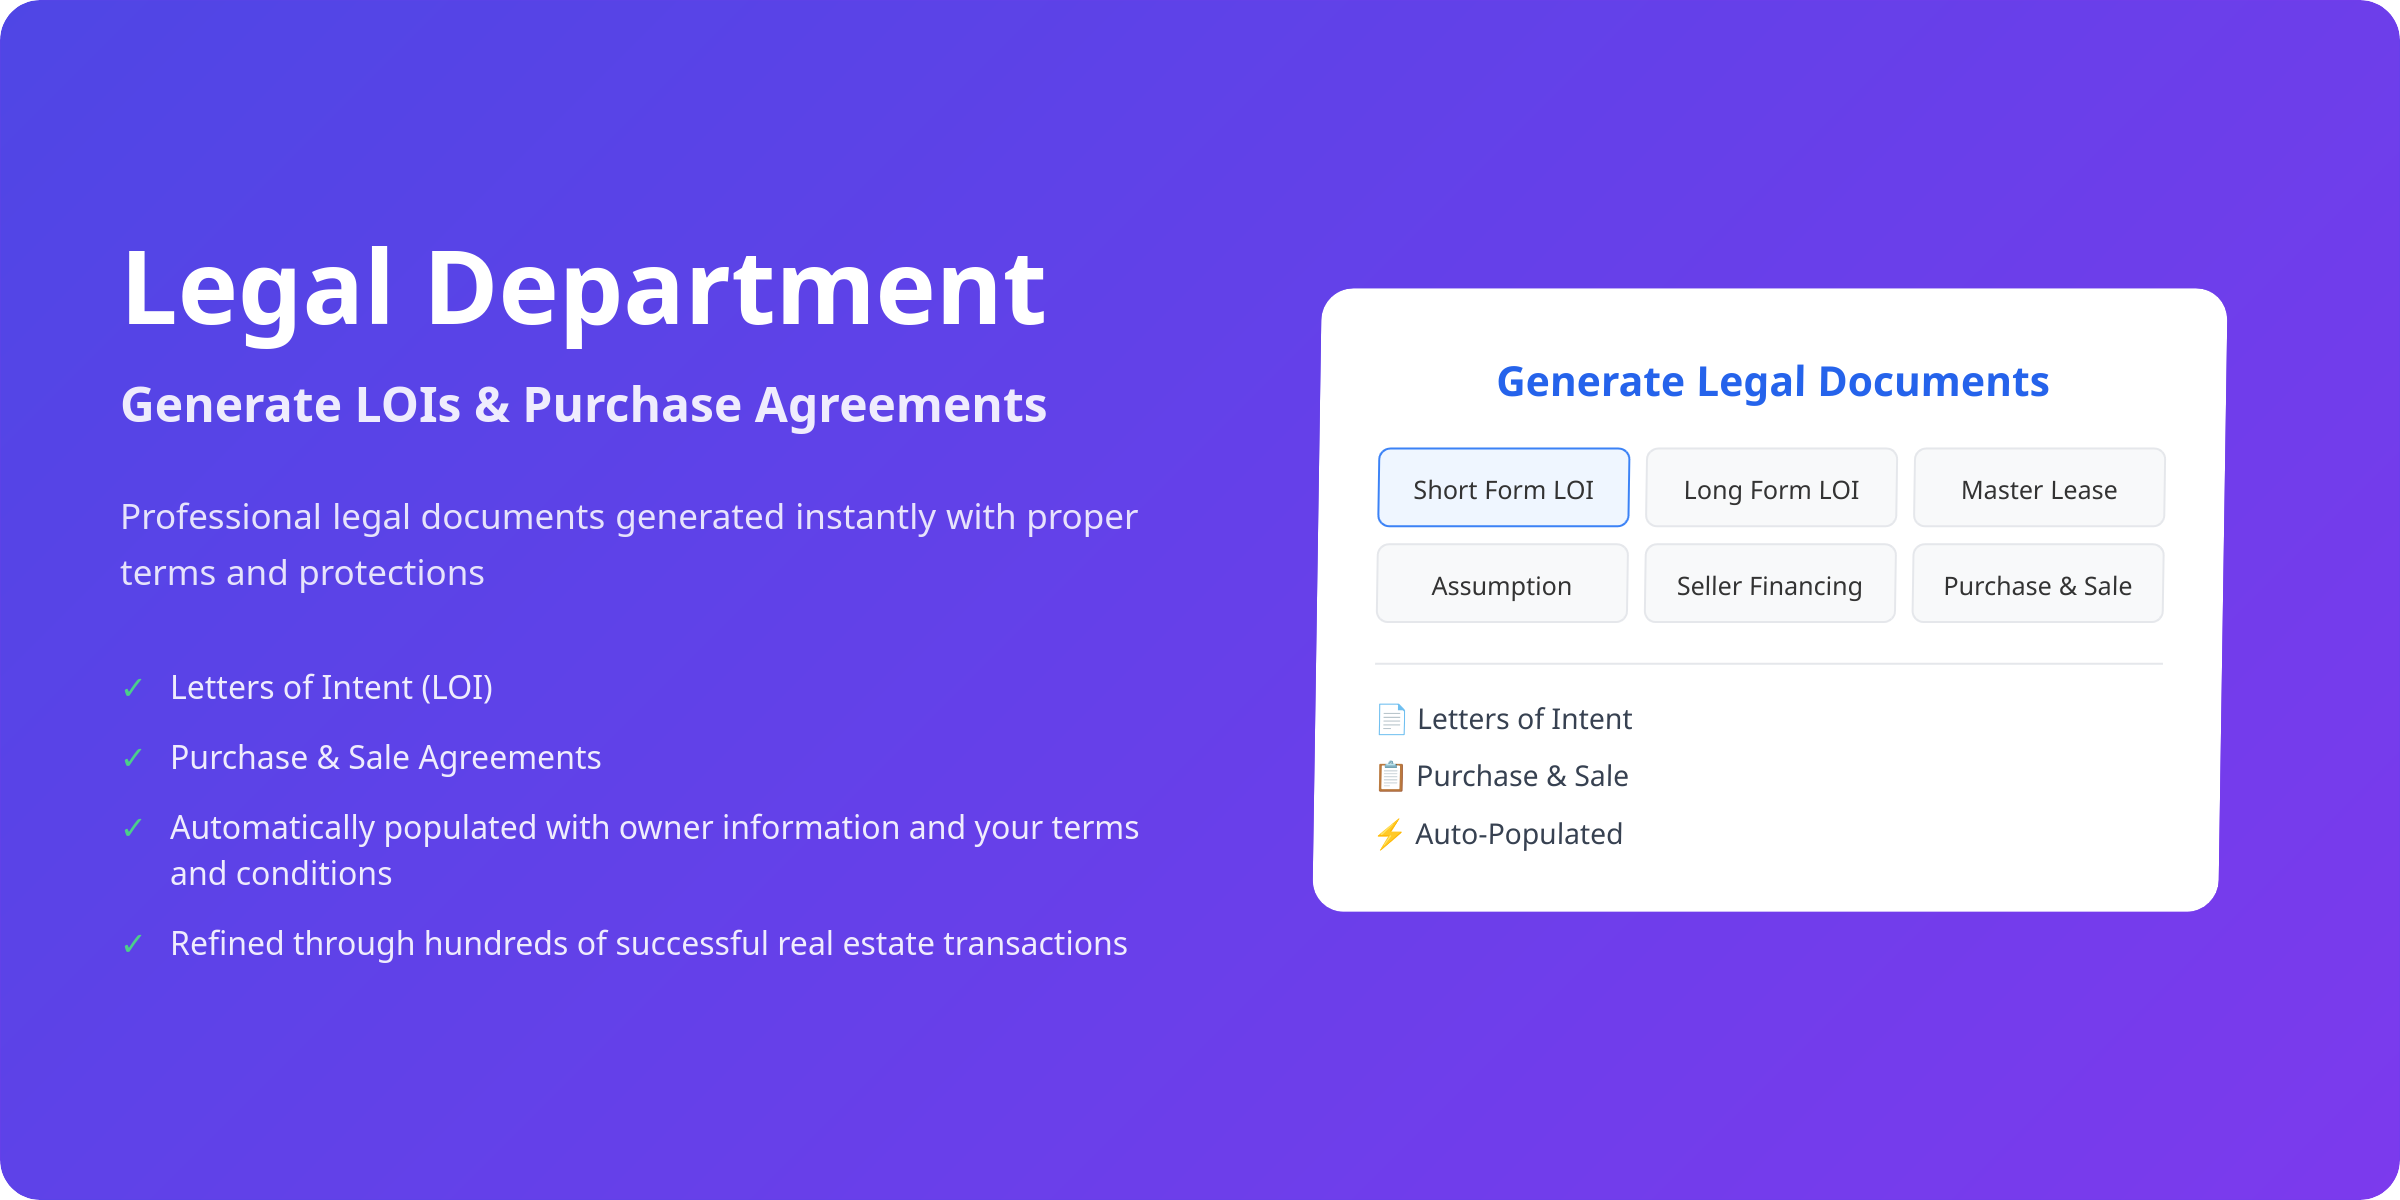 Legal Department
Generate LOIs & Purchase Agreements
Professional legal documents generated instantly with proper
terms and protections
✓ Letters of Intent (LOI)
✓ Purchase & Sale Agreements
✓ Automatically populated with owner information and your terms
and conditions
✓ Refined through hundreds of successful real estate transactions
Generate Legal Documents
Short Form LOI
Long Form LOI
Master Lease
Assumption
Seller Financing
Purchase & Sale
📄 Letters of Intent
📋 Purchase & Sale
⚡ Auto-Populated